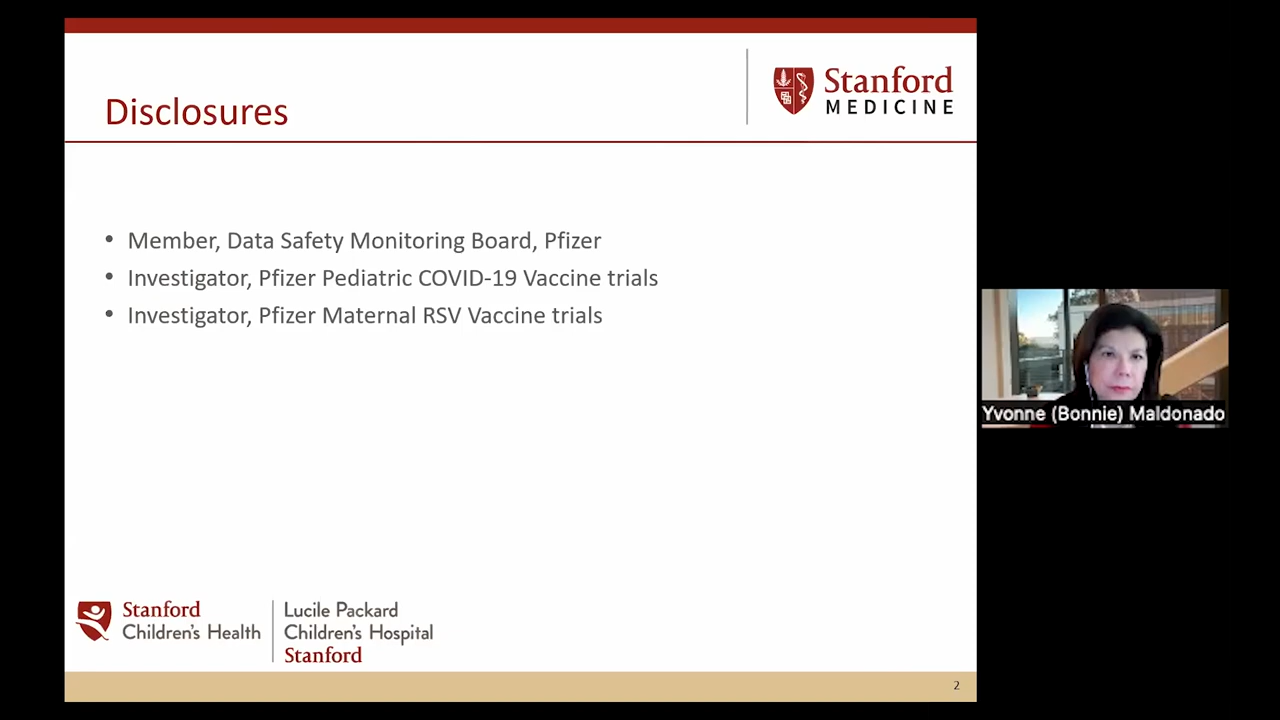 Disclosures
Stanford
MEDICINE
• Member, Data Safety Monitoring Board, Pfizer
• Investigator, Pfizer Pediatric COVID-19 Vaccine trials
• Investigator, Pfizer Maternal RSV Vaccine trials
Yvonne (Bonnie) Maldonado
Stanford
Children's Health
Lucile Packard
Children's Hospital
Stanford
2